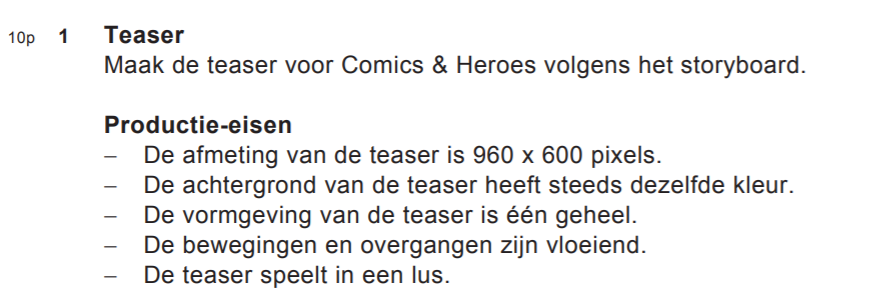 10p 1 Teaser
Maak de teaser voor Comics & Heroes volgens het storyboard.
Productie-eisen
− De afmeting van de teaser is 960 x 600 pixels.
− De achtergrond van de teaser heeft steeds dezelfde kleur.
− De vormgeving van de teaser is één geheel.
− De bewegingen en overgangen zijn vloeiend.
− De teaser speelt in een lus.